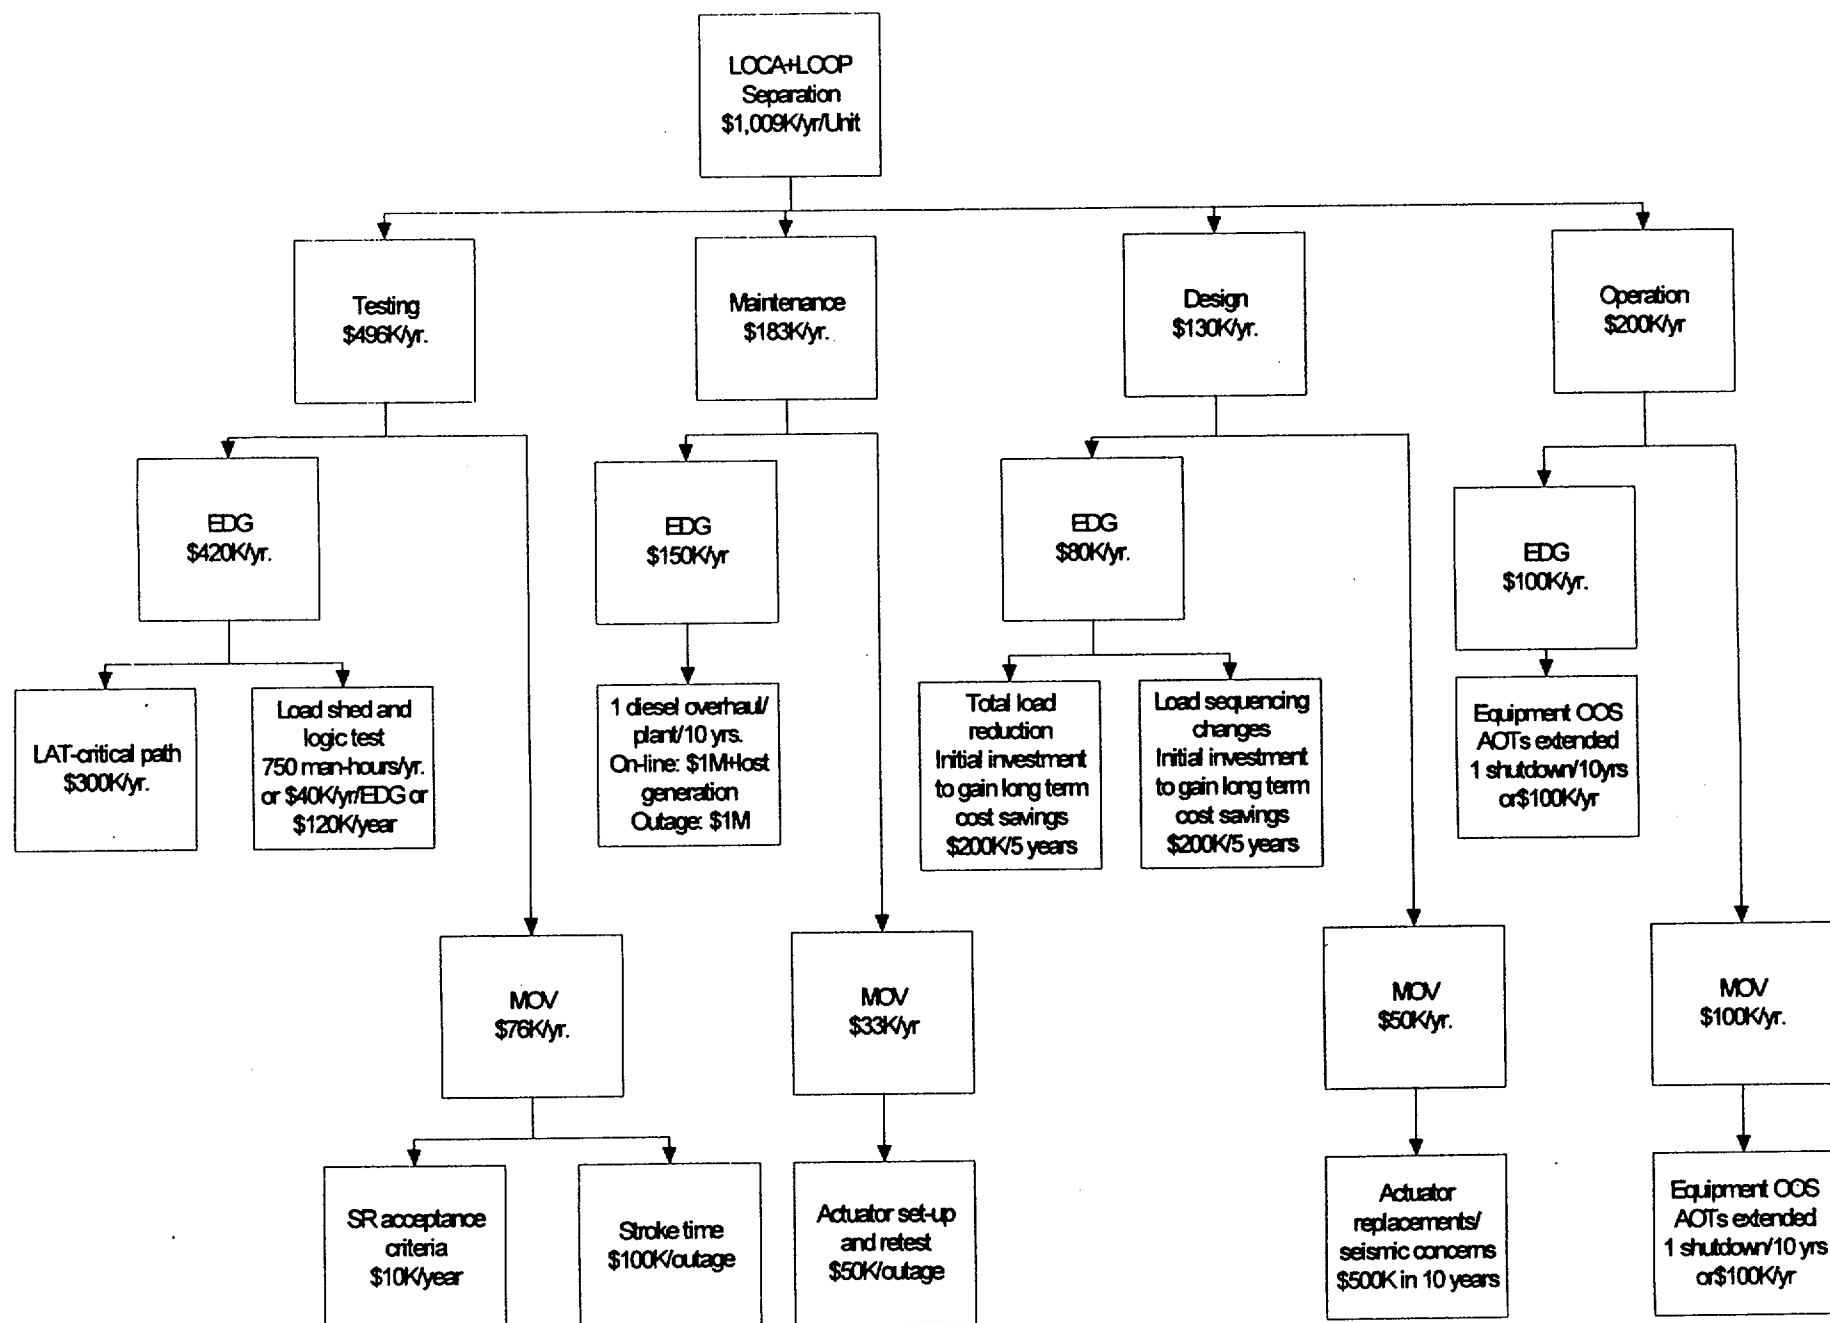 LOCA+LOOP
Separation
$1,009K/yr/Unit
Testing
$496K/yr.
Maintenance
$183K/yr.
Design
$130K/yr.
Operation
$200K/yr
EDG
$420K/yr.
EDG
$150K/yr
EDG
$80K/yr.
EDG
$100K/yr.
LAT-critical path
$300K/yr.
Load shed and
logic test
750 man-hours/yr.
or $40K/yr/EDG or
$120K/year
1 diesel overhaul/
plant/10 yrs.
On-line: $1M+lost
generation
Outage: $1M
Total load
reduction
Initial investment
to gain long term
cost savings
$200K/5 years
Load sequencing
changes
Initial investment
to gain long term
cost savings
$200K/5 years
Equipment OOS
AOTs extended
1 shutdown/10yrs
or$100K/yr
MOV
$76K/yr.
MOV
$33K/yr
MOV
$50K/yr.
MOV
$100K/yr.
SR acceptance
criteria
$10K/year
Stroke time
$100K/outage
Actuator set-up
and retest
$50K/outage
Actuator
replacements/
seismic concerns
$500K in 10 years
Equipment OOS
AOTs extended
1 shutdown/10 yrs
or$100K/yr